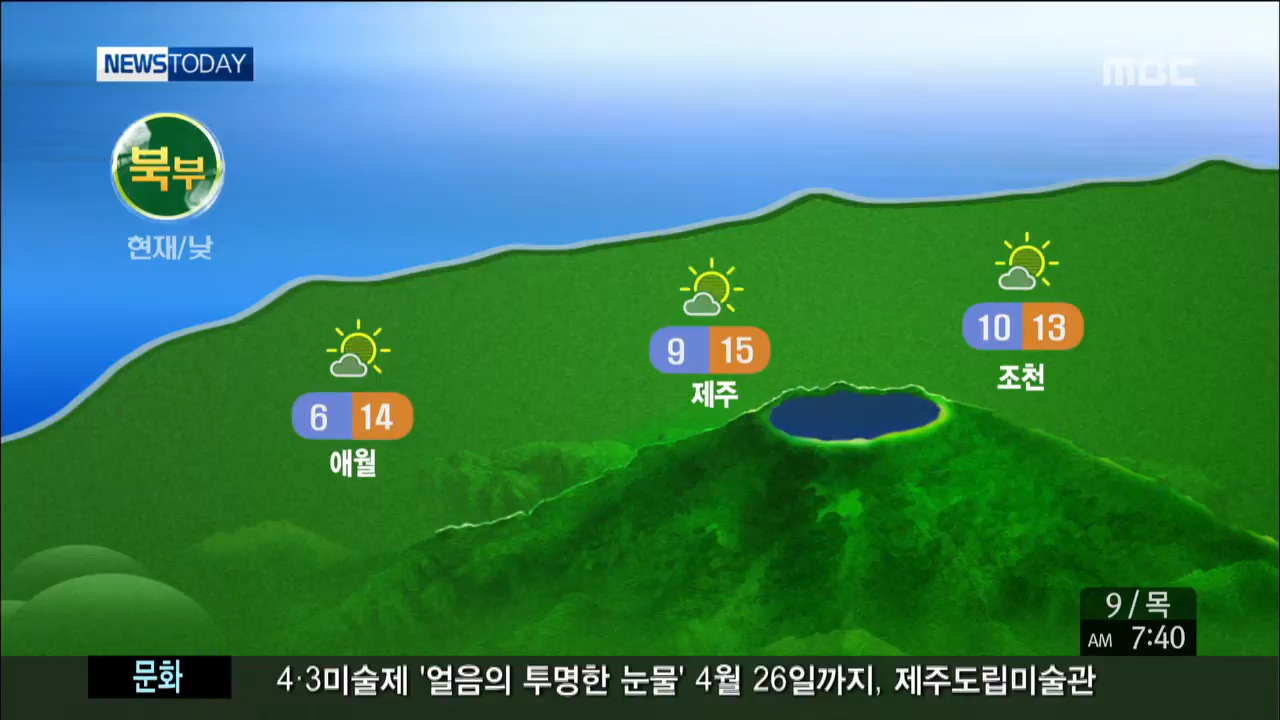 NEWSTODAY
MBC
북부
현재/낮
10 13
조천
9 15
제주
6 14
애월
9 / 목
AM 7:40
문화 4·3미술제 '얼음의 투명한 눈물' 4월 26일까지, 제주도립미술관